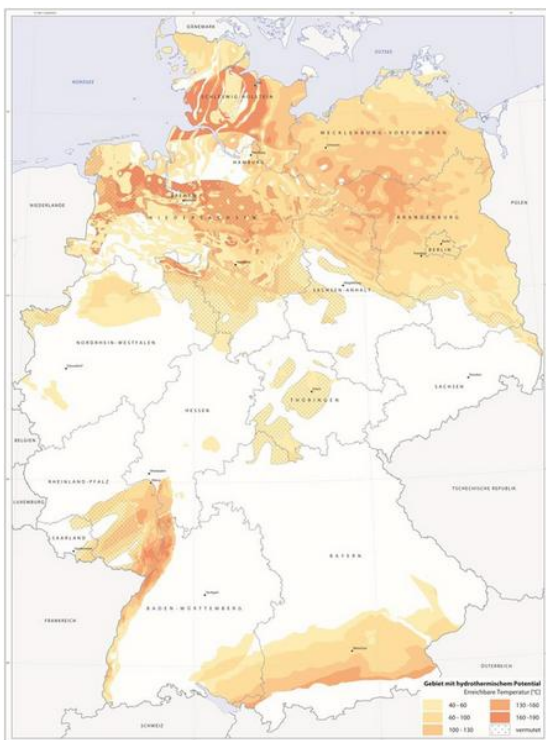 DÄNEMARK
NORDSEE
OSTSEE
SCHLESWIG-HOLSTEIN
MECKLENBURG-VORPOMMERN
HAMBURG
BREMEN
NIEDERLANDE
NIEDERSACHSEN
BRANDENBURG
POLEN
BERLIN
SACHSEN-ANHALT
NORDRHEIN-WESTFALEN
SACHSEN
THÜRINGEN
HESSEN
BELGIEN
RHEINLAND-PFALZ
TSCHECHISCHE REPUBLIK
LUXEMBURG
SAARLAND
BAYERN
BADEN-WÜRTTEMBERG
FRANKREICH
ÖSTERREICH
SCHWEIZ
Gebiet mit hydrothermischem Potential
Erreichbare Temperatur [°C]
40 - 60
130 -160
60 - 100
160 -190
100 - 130
vermutet